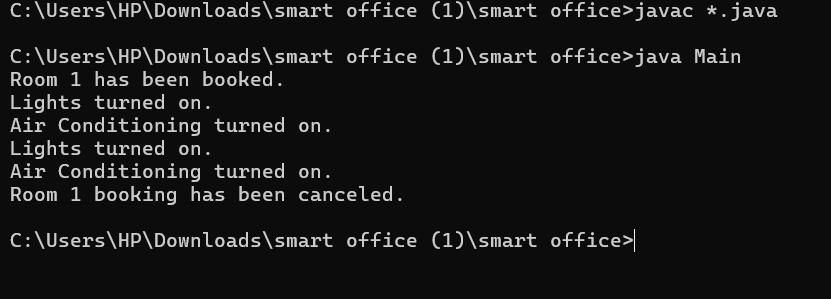 C:\Users\HP\Downloads\smart office (1)\smart office>javac *.java
C:\Users\HP\Downloads\smart office (1)\smart office>java Main
Room 1 has been booked.
Lights turned on.
Air Conditioning turned on.
Lights turned on.
Air Conditioning turned on.
Room 1 booking has been canceled.
C:\Users\HP\Downloads\smart office (1)\smart office>